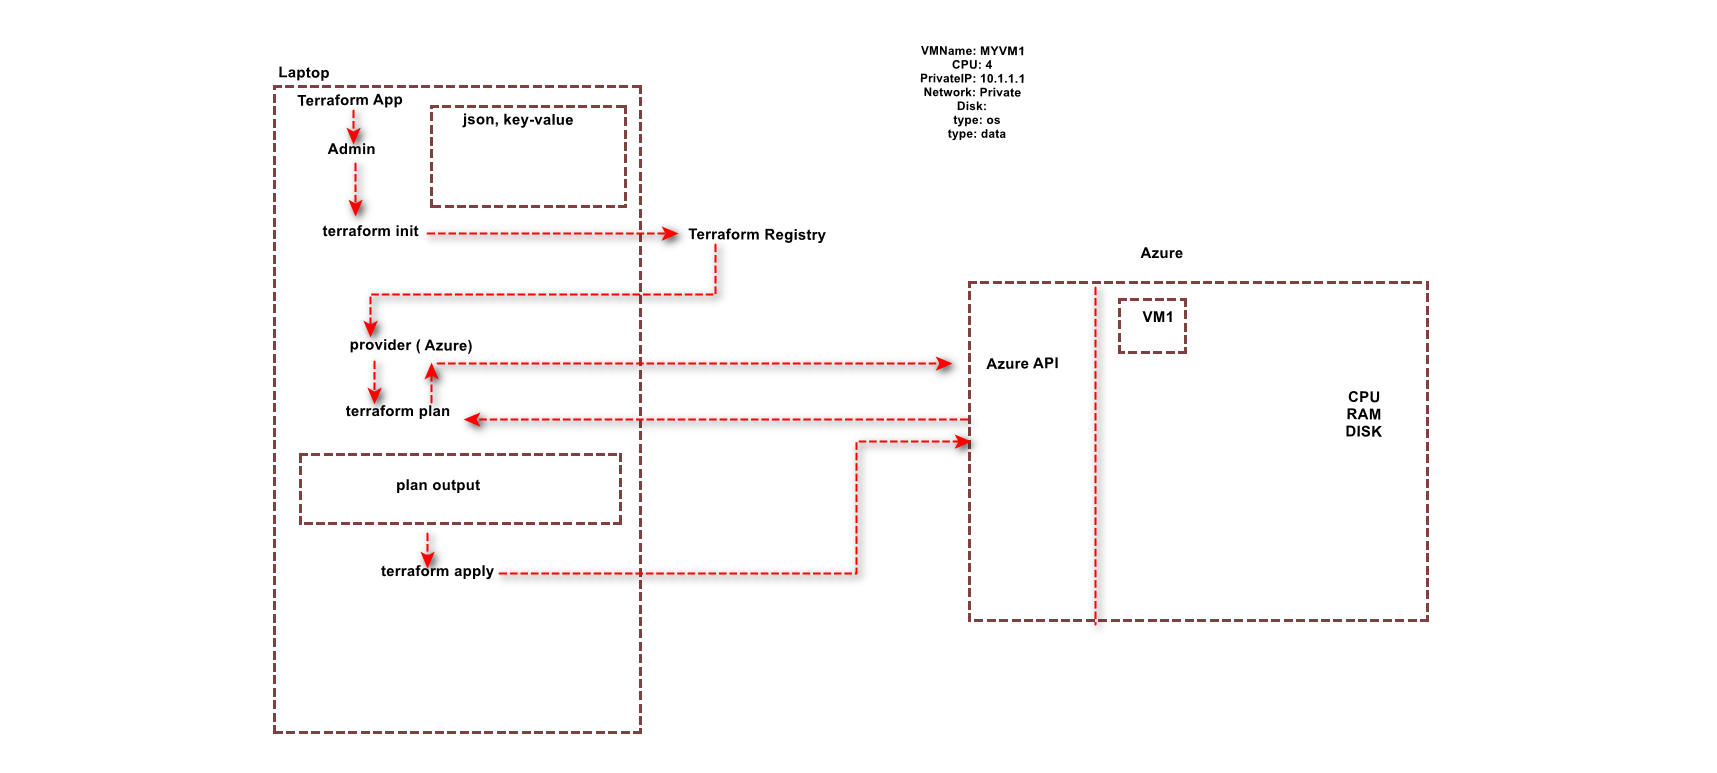 VMName: MYVM1
CPU: 4
PrivateIP: 10.1.1.1
Network: Private
Disk:
type: os
type: data
Laptop
Terraform App
json, key-value
Admin
terraform init
Terraform Registry
Azure
VM1
provider ( Azure)
Azure API
terraform plan
CPU
RAM
DISK
plan output
terraform apply